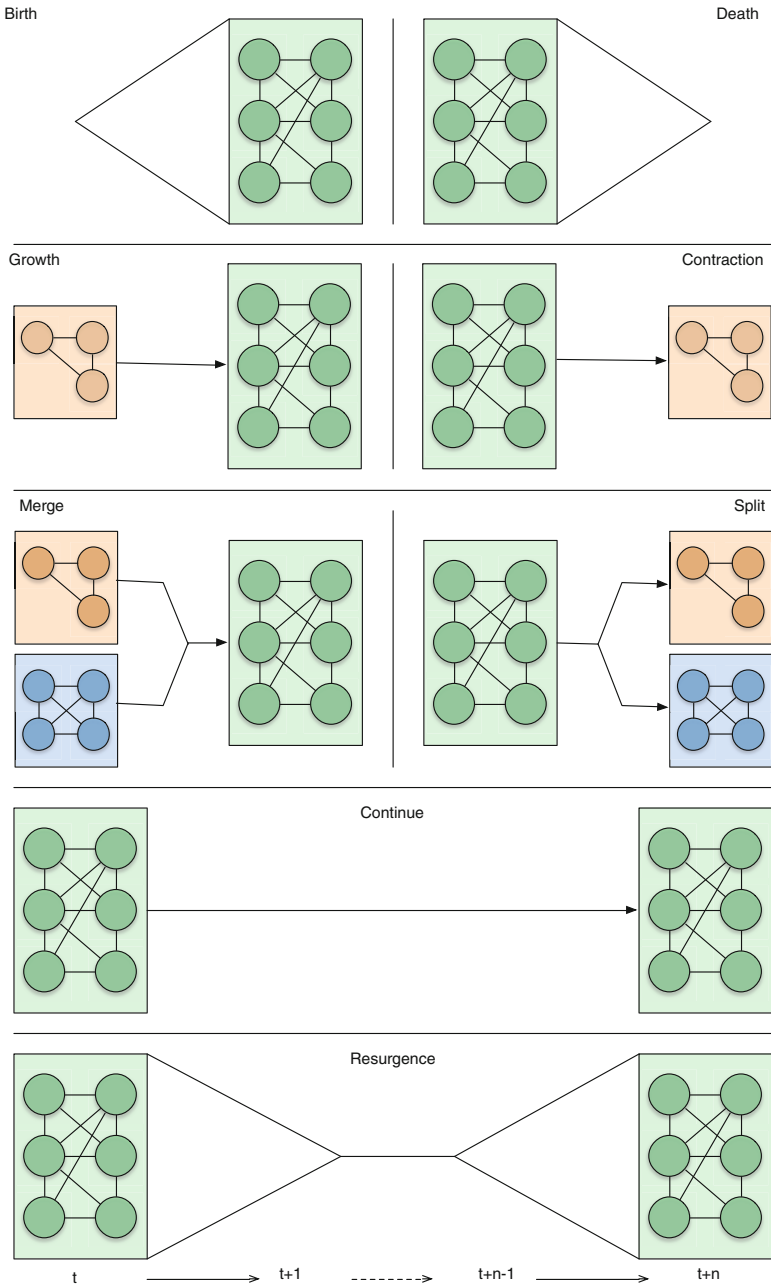 Birth
Death
Growth
Contraction
Merge
Split
Continue
Resurgence
t
t+1
t+n-1
t+n